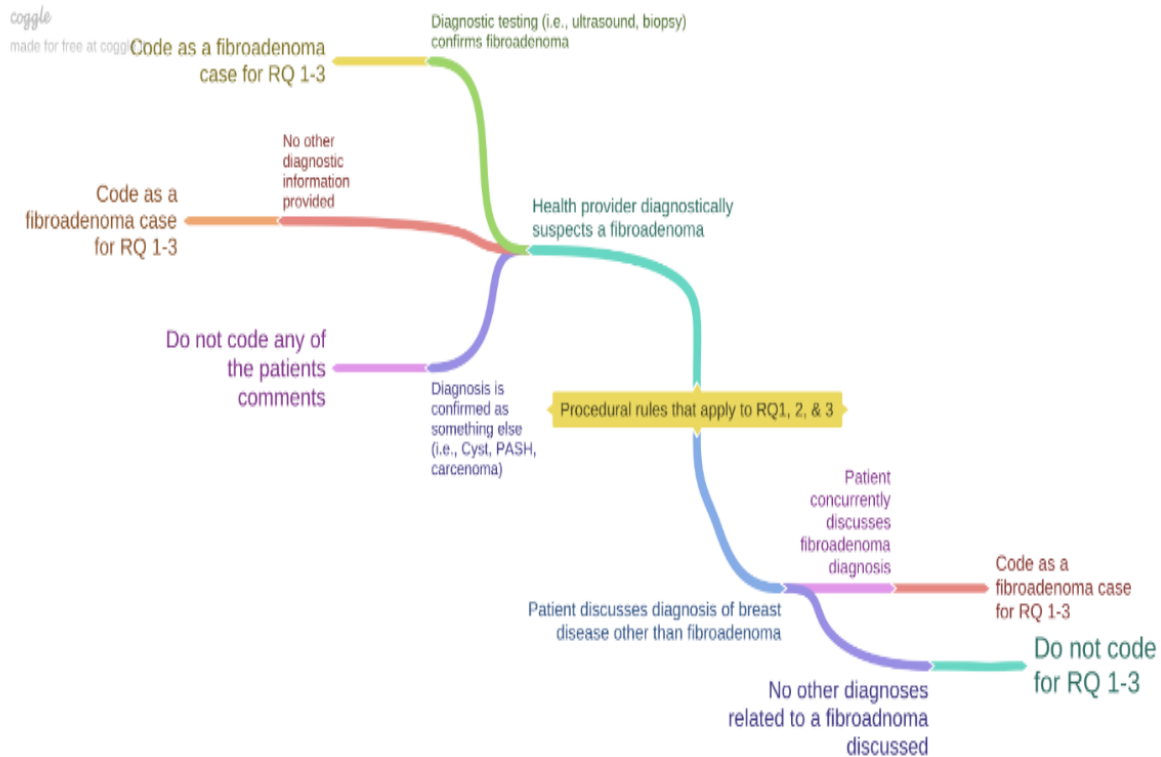 coggle
made for free at coggle
Code as a fibroadenoma
case for RQ 1-3
Diagnostic testing (i.e., ultrasound, biopsy)
confirms fibroadenoma
No other
diagnostic
information
provided
Code as a
fibroadenoma case
for RQ 1-3
Health provider diagnostically
suspects a fibroadenoma
Do not code any of
the patients
comments
Diagnosis is
confirmed as
something else
(i.e., Cyst, PASH,
carcenoma)
Procedural rules that apply to RQ1, 2, & 3
Patient
concurrently
discusses
fibroadenoma
diagnosis
Code as a
fibroadenoma case
for RQ 1-3
Patient discusses diagnosis of breast
disease other than fibroadenoma
Do not code
for RQ 1-3
No other diagnoses
related to a fibroadnoma
discussed